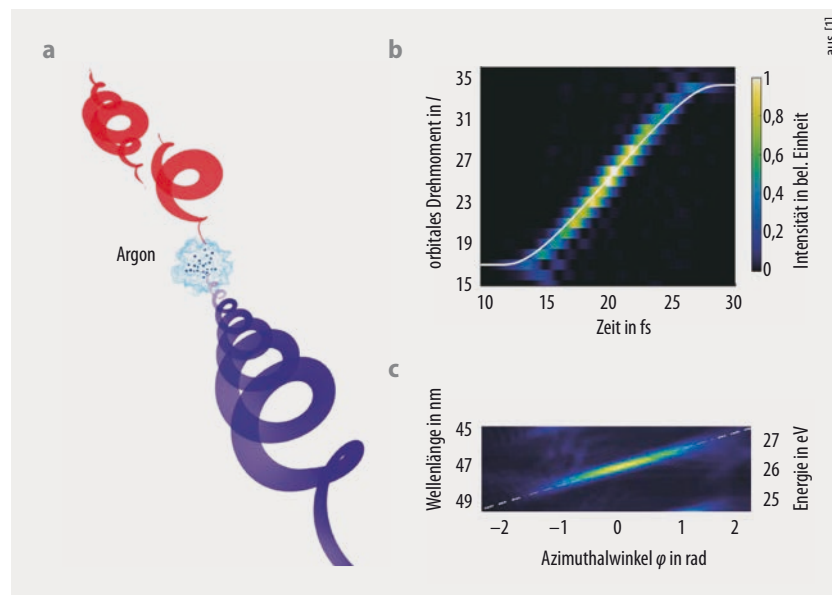 aus [1]
a
Argon
b
orbitales Drehmoment in l
35
31
27
23
19
15
10 15 20 25 30
Zeit in fs
1
0,8
0,6
0,4
0,2
0
Intensität in bel. Einheit
c
Wellenlänge in nm
45
47
49
27
26
25
Energie in eV
−2 −1 0 1 2
Azimuthalwinkel φ in rad